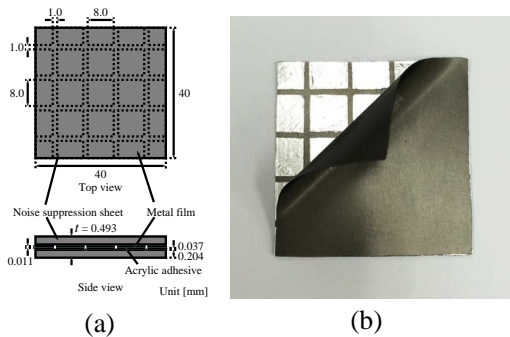 1.0 8.0
1.0
8.0
40
40
Top view
Noise suppression sheet Metal film
t = 0.493
0.037
0.204
0.011
Acrylic adhesive
Side view Unit [mm]
(a) (b)